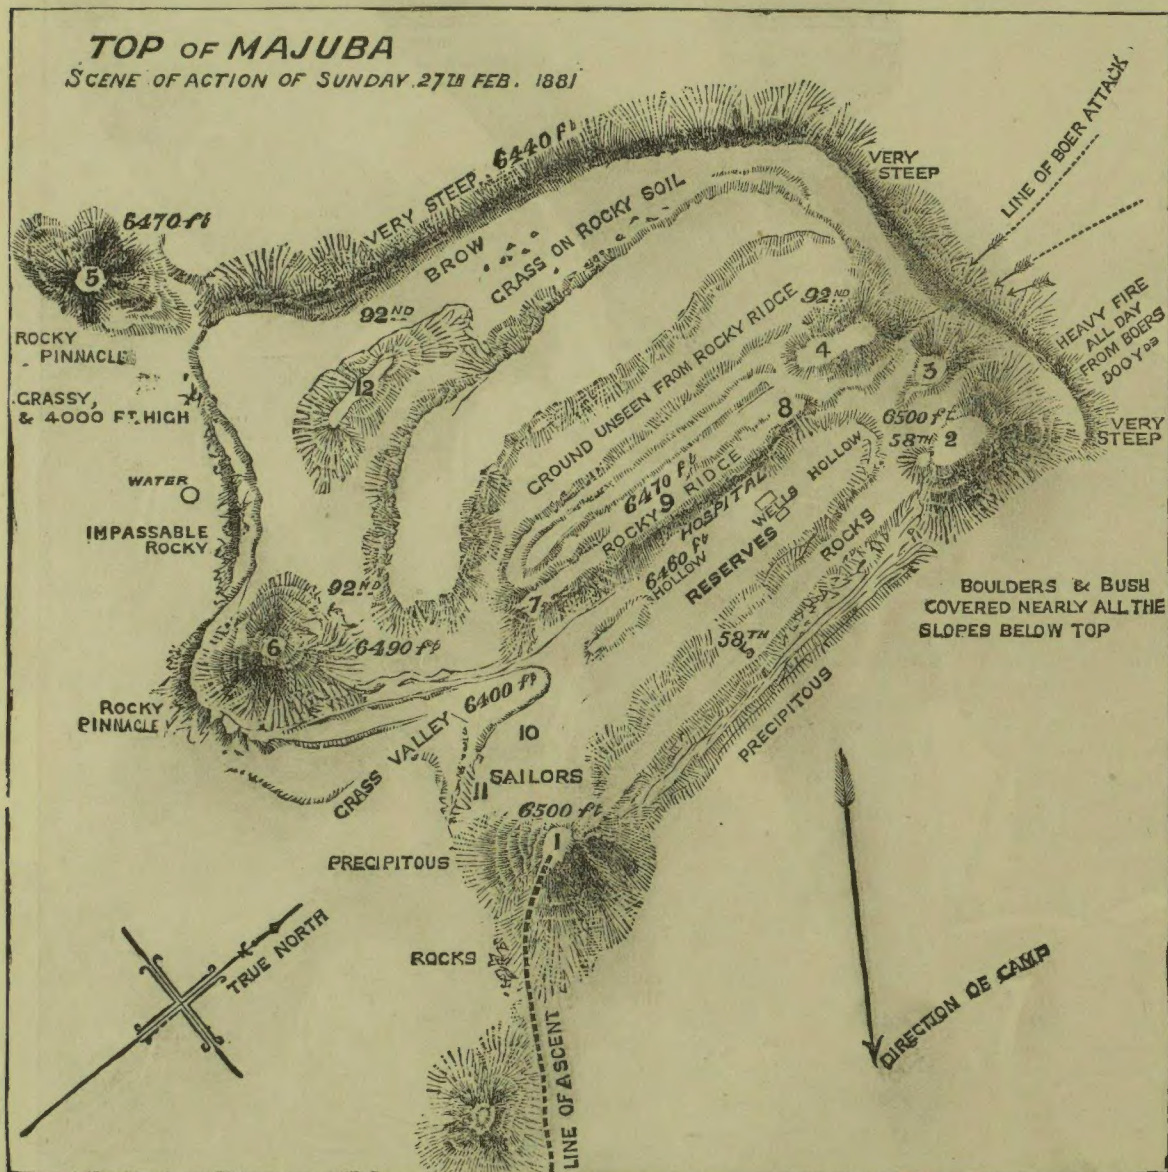 TOP OF MAJUBA
SCENE OF ACTION OF SUNDAY 27TH FEB. 1881
6440 ft
VERY STEEP
BROW
GRASS ON ROCKY SOIL
VERY
STEEP
LINE OF BOER ATTACK
6470 ft
5
ROCKY
PINNACLE
GRASSY,
& 4000 FT. HIGH
92ND
12
GROUND UNSEEN FROM ROCKY RIDGE
92ND
4
3
HEAVY FIRE
ALL DAY
FROM BOERS
500 YDS
VERY
STEEP
6500 ft
58TH
2
8
6470 ft
ROCKY 9 RIDGE
HOSPITAL
WELLS
HOLLOW
WATER
IMPASSABLE
ROCKY
6460 ft
HOLLOW
RESERVES
ROCKS
92ND
7
6
6490 ft
58TH
BOULDERS & BUSH
COVERED NEARLY ALL THE
SLOPES BELOW TOP
ROCKY
PINNACLE
GRASS VALLEY
6400 ft
10
PRECIPITOUS
11
SAILORS
6500 ft
1
PRECIPITOUS
TRUE NORTH
ROCKS
LINE OF ASCENT
DIRECTION OF CAMP